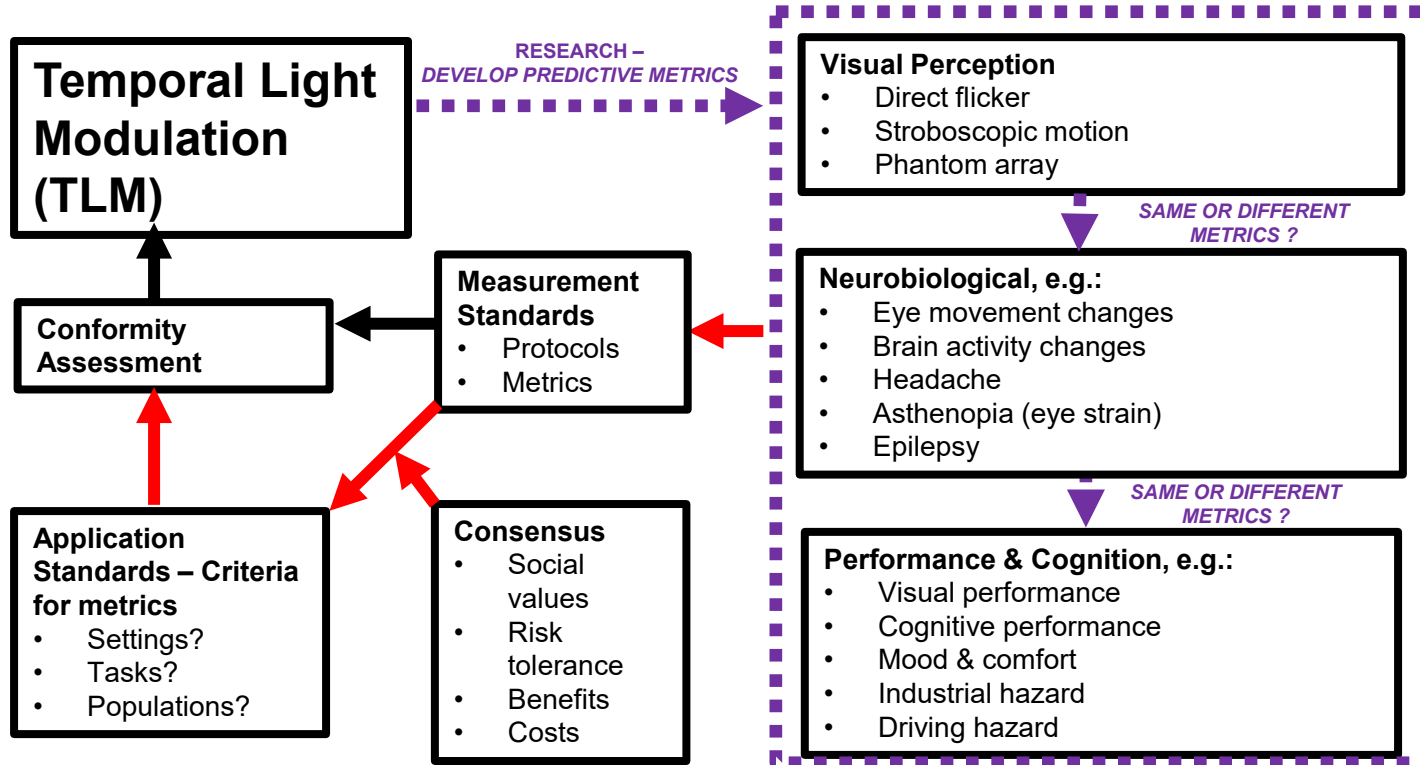 Temporal Light
Modulation
(TLM)
RESEARCH –
DEVELOP PREDICTIVE METRICS
Visual Perception
• Direct flicker
• Stroboscopic motion
• Phantom array
SAME OR DIFFERENT
METRICS ?
Neurobiological, e.g.:
• Eye movement changes
• Brain activity changes
• Headache
• Asthenopia (eye strain)
• Epilepsy
SAME OR DIFFERENT
METRICS ?
Performance & Cognition, e.g.:
• Visual performance
• Cognitive performance
• Mood & comfort
• Industrial hazard
• Driving hazard
Measurement
Standards
• Protocols
• Metrics
Conformity
Assessment
Application
Standards – Criteria
for metrics
• Settings?
• Tasks?
• Populations?
Consensus
• Social
values
• Risk
tolerance
• Benefits
• Costs